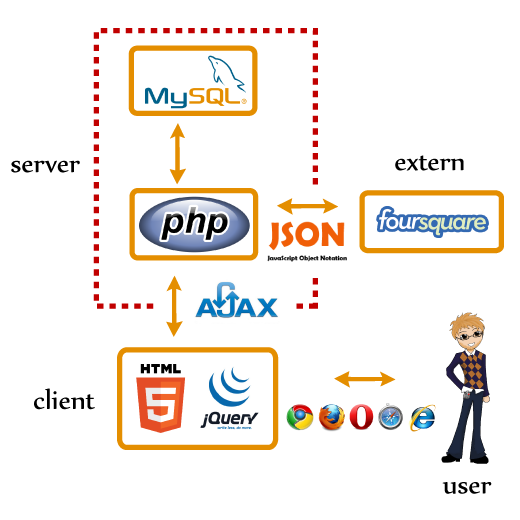 MySQL®
server
extern
php
JSON
JavaScript Object Notation
foursquare
AJAX
HTML
5
jQuery
write less, do more.
client
user